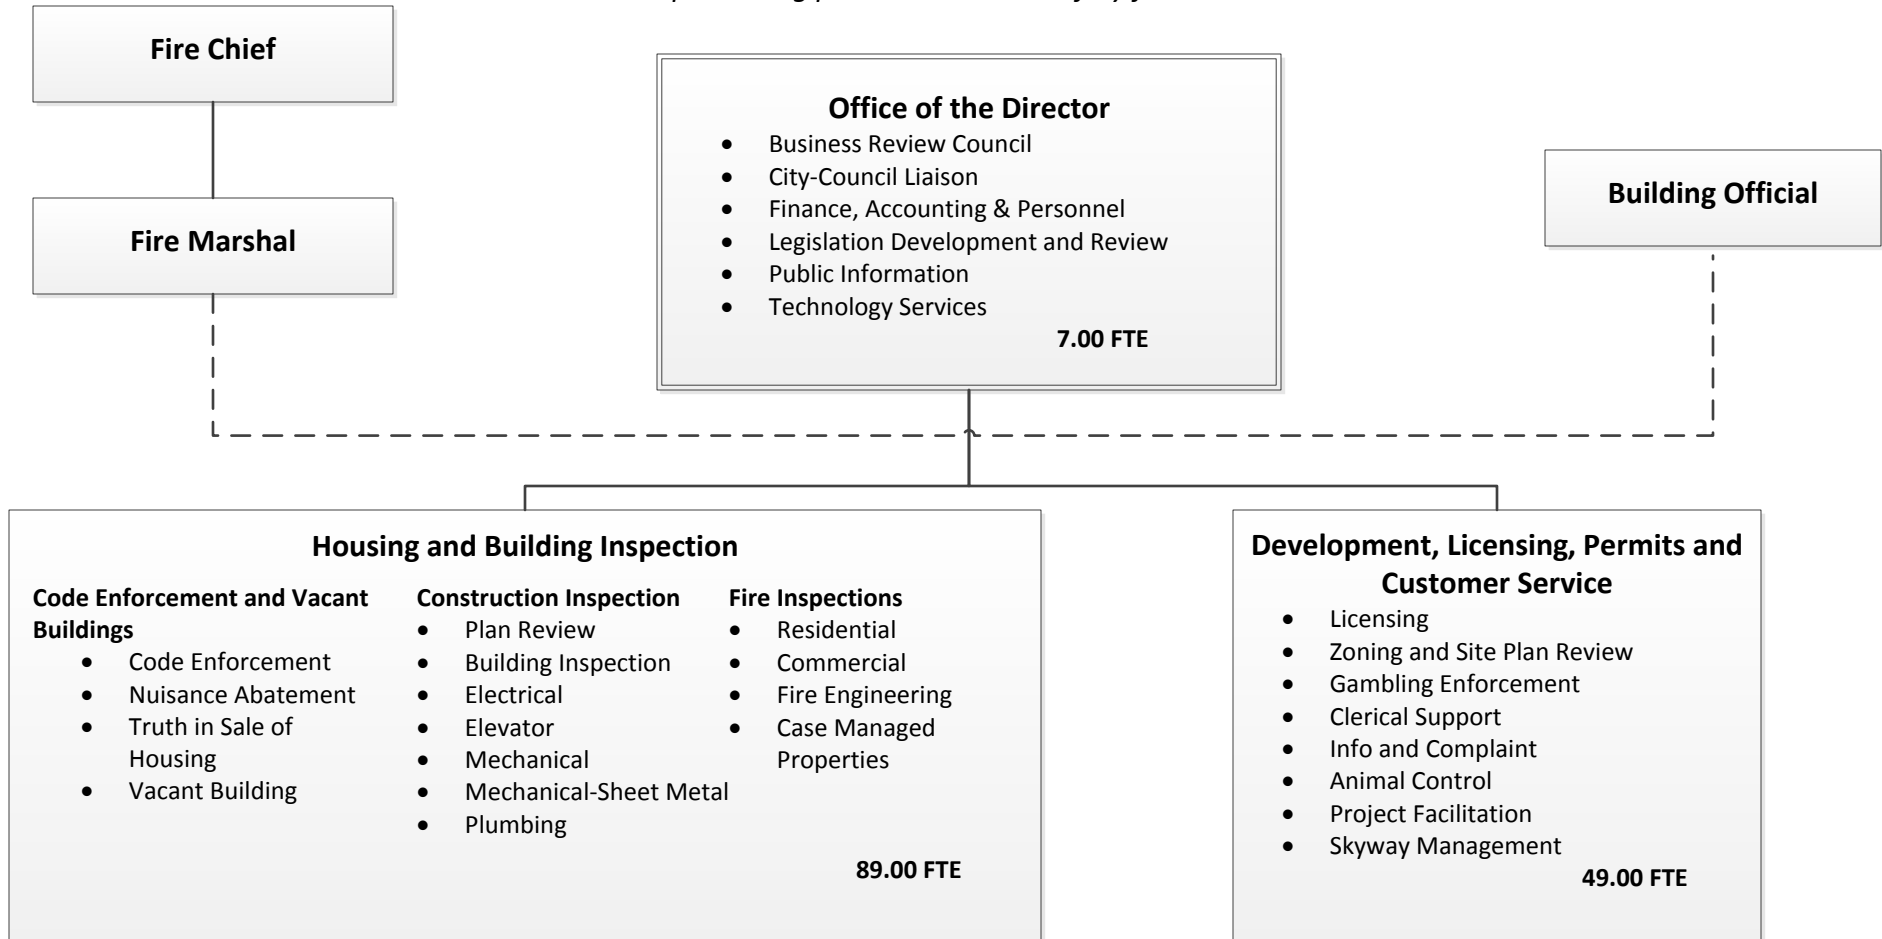 Fire Chief
Fire Marshal
Office of the Director
• Business Review Council
• City-Council Liaison
• Finance, Accounting & Personnel
• Legislation Development and Review
• Public Information
• Technology Services
7.00 FTE
Building Official
Housing and Building Inspection
Code Enforcement and Vacant
Buildings
• Code Enforcement
• Nuisance Abatement
• Truth in Sale of
Housing
• Vacant Building
Construction Inspection
• Plan Review
• Building Inspection
• Electrical
• Elevator
• Mechanical
• Mechanical-Sheet Metal
• Plumbing
Fire Inspections
• Residential
• Commercial
• Fire Engineering
• Case Managed
Properties
89.00 FTE
Development, Licensing, Permits and
Customer Service
• Licensing
• Zoning and Site Plan Review
• Gambling Enforcement
• Clerical Support
• Info and Complaint
• Animal Control
• Project Facilitation
• Skyway Management
49.00 FTE